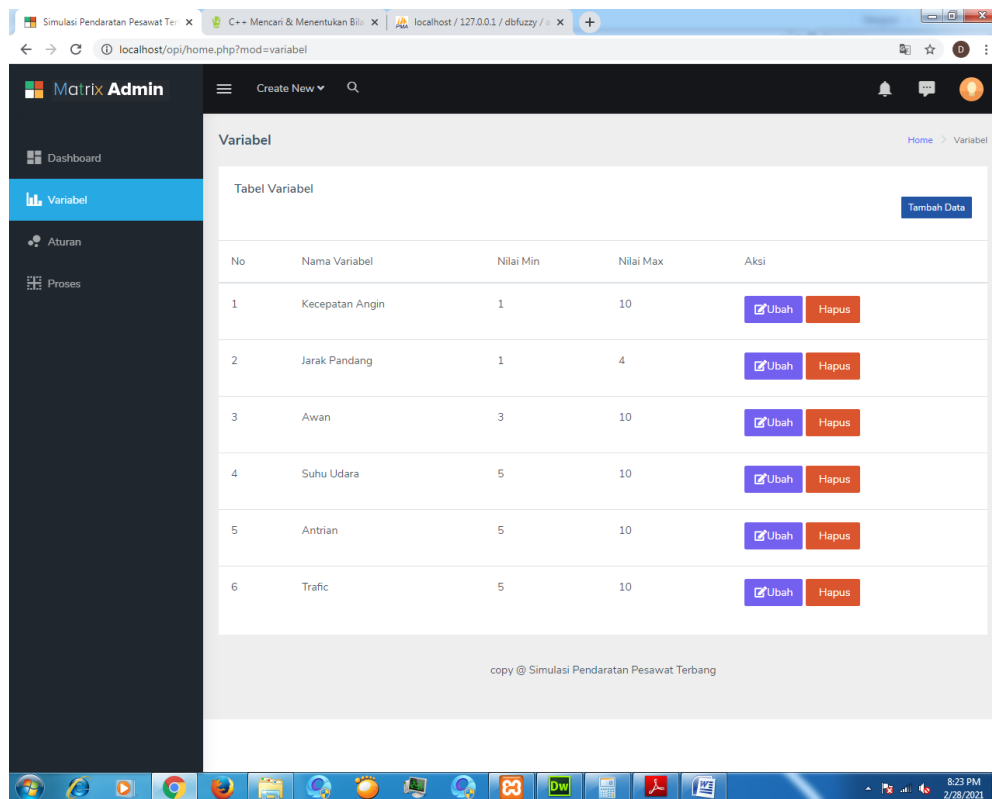 Simulasi Pendaratan Pesawat Ter
C++ Mencari & Menentukan Bila
localhost / 127.0.0.1 / dbfuzzy / a
localhost/opi/home.php?mod=variabel
D
Matrix Admin
Create New
Dashboard
Variabel
Aturan
Proses
Variabel
Home > Variabel
Tabel Variabel
Tambah Data
No Nama Variabel Nilai Min Nilai Max Aksi
1 Kecepatan Angin 1 10 Ubah Hapus
2 Jarak Pandang 1 4 Ubah Hapus
3 Awan 3 10 Ubah Hapus
4 Suhu Udara 5 10 Ubah Hapus
5 Antrian 5 10 Ubah Hapus
6 Trafic 5 10 Ubah Hapus
copy @ Simulasi Pendaratan Pesawat Terbang
Dw
8:23 PM
2/28/2021